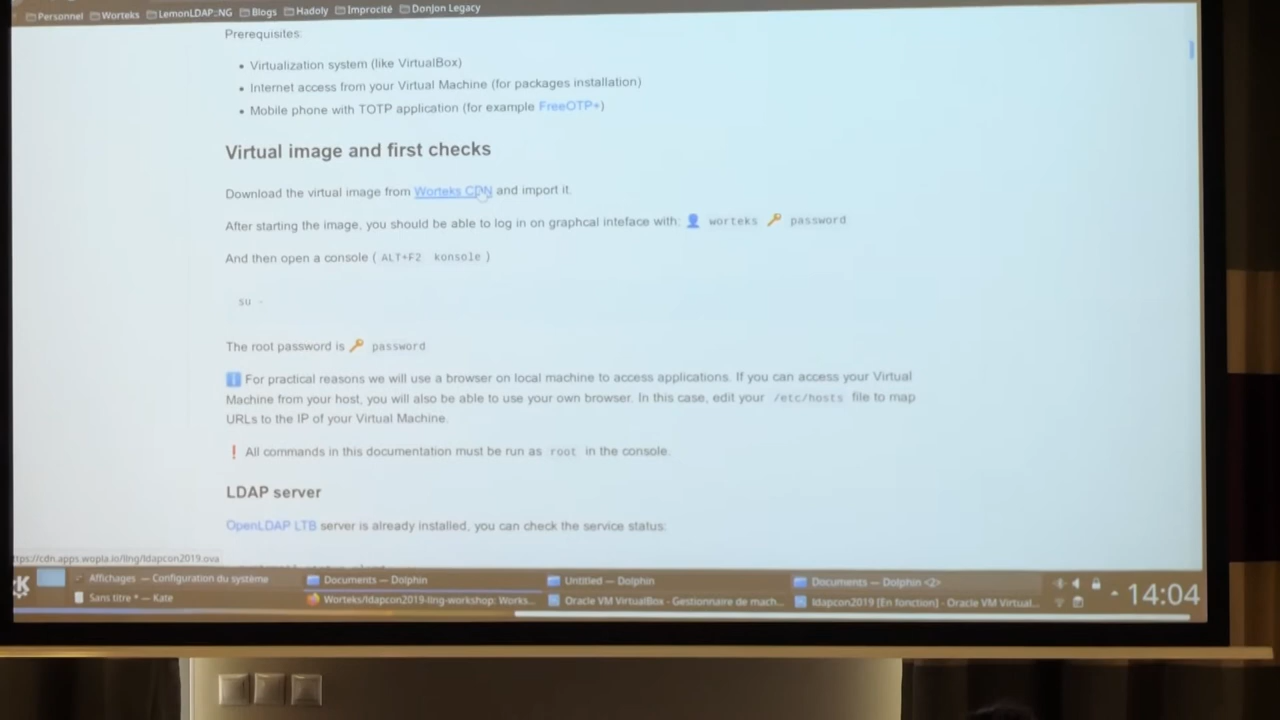 Personnel Worteks LemonLDAP::NG Blogs Hadoly Improcité DonJon Legacy
Prerequisites:
• Virtualization system (like VirtualBox)
• Internet access from your Virtual Machine (for packages installation)
• Mobile phone with TOTP application (for example FreeOTP+)
Virtual image and first checks
Download the virtual image from Worteks CDN and import it.
After starting the image, you should be able to log in on graphcal inteface with: worteks password
And then open a console ( ALT+F2 konsole )
su -
The root password is password
For practical reasons we will use a browser on local machine to access applications. If you can access your Virtual
Machine from your host, you will also be able to use your own browser. In this case, edit your /etc/hosts file to map
URLs to the IP of your Virtual Machine.
All commands in this documentation must be run as root in the console.
LDAP server
OpenLDAP LTB server is already installed, you can check the service status:
ttps://cdn.apps.wopla.io/llng/ldapcon2019.ova
Affichages — Configuration du système Documents — Dolphin Untitled — Dolphin Documents — Dolphin <2>
Sans titre * — Kate Worteks/ldapcon2019-llng-workshop: Works... Oracle VM VirtualBox - Gestionnaire de mach... ldapcon2019 [En fonction] - Oracle VM Virtual... 14:04